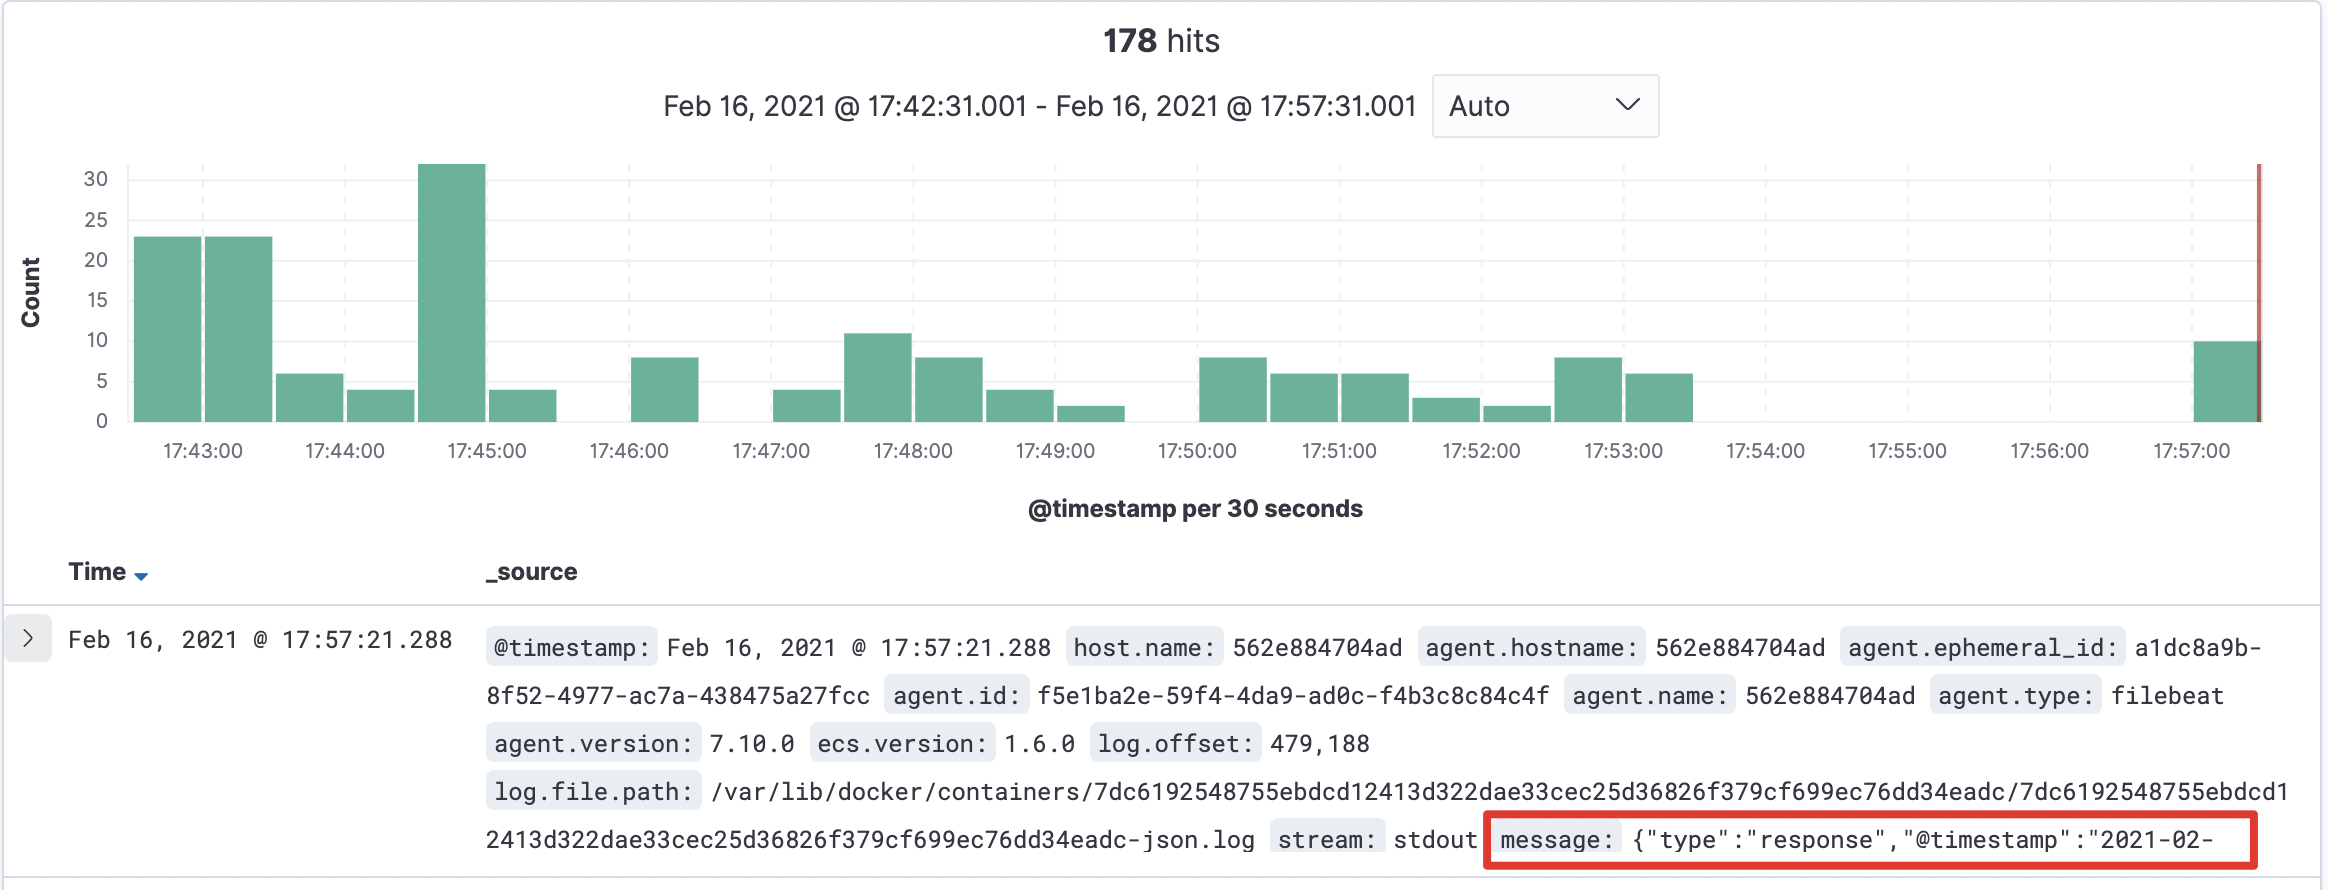 178 hits
Feb 16, 2021 @ 17:42:31.001 - Feb 16, 2021 @ 17:57:31.001 Auto
Count
30
25
20
15
10
5
0
17:43:00 17:44:00 17:45:00 17:46:00 17:47:00 17:48:00 17:49:00 17:50:00 17:51:00 17:52:00 17:53:00 17:54:00 17:55:00 17:56:00 17:57:00
@timestamp per 30 seconds
Time _source
Feb 16, 2021 @ 17:57:21.288 @timestamp: Feb 16, 2021 @ 17:57:21.288 host.name: 562e884704ad agent.hostname: 562e884704ad agent.ephemeral_id: a1dc8a9b-
8f52-4977-ac7a-438475a27fcc agent.id: f5e1ba2e-59f4-4da9-ad0c-f4b3c8c84c4f agent.name: 562e884704ad agent.type: filebeat
agent.version: 7.10.0 ecs.version: 1.6.0 log.offset: 479,188
log.file.path: /var/lib/docker/containers/7dc6192548755ebdcd12413d322dae33cec25d36826f379cf699ec76dd34eadc/7dc6192548755ebdcd1
2413d322dae33cec25d36826f379cf699ec76dd34eadc-json.log stream: stdout message: {"type":"response","@timestamp":"2021-02-